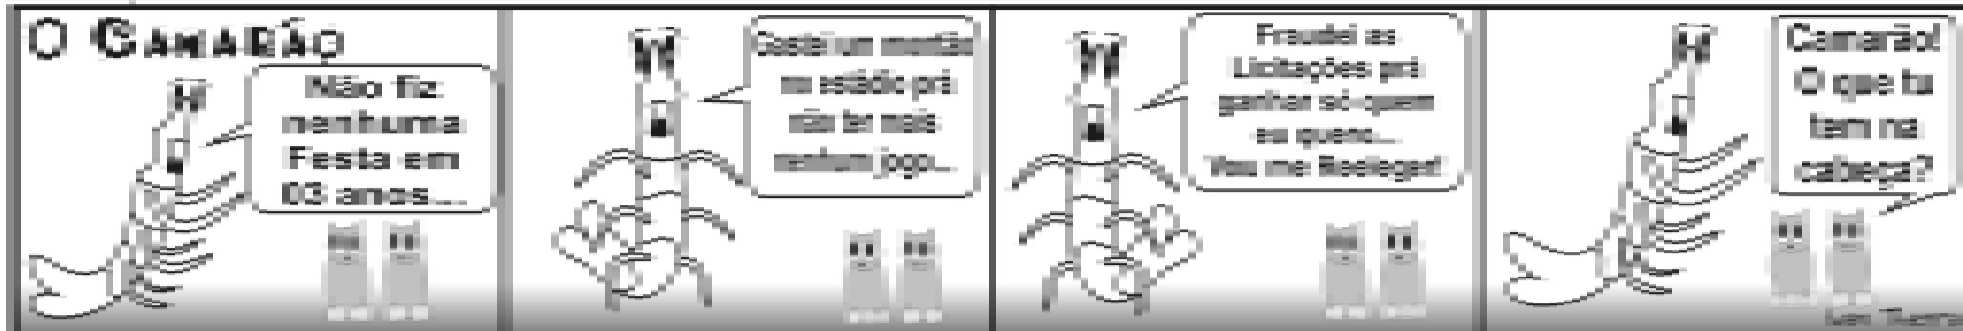 O CAMARÃO
Não fiz
nenhuma
Festa em
03 anos...
Gastei um montão
no estádio prá
não ter mais
nenhum jogo...
Fraudei as
Licitações prá
ganhar só quem
eu quero...
Vou me Reeleger!
Camarão!
O que tu
tem na
cabeça?